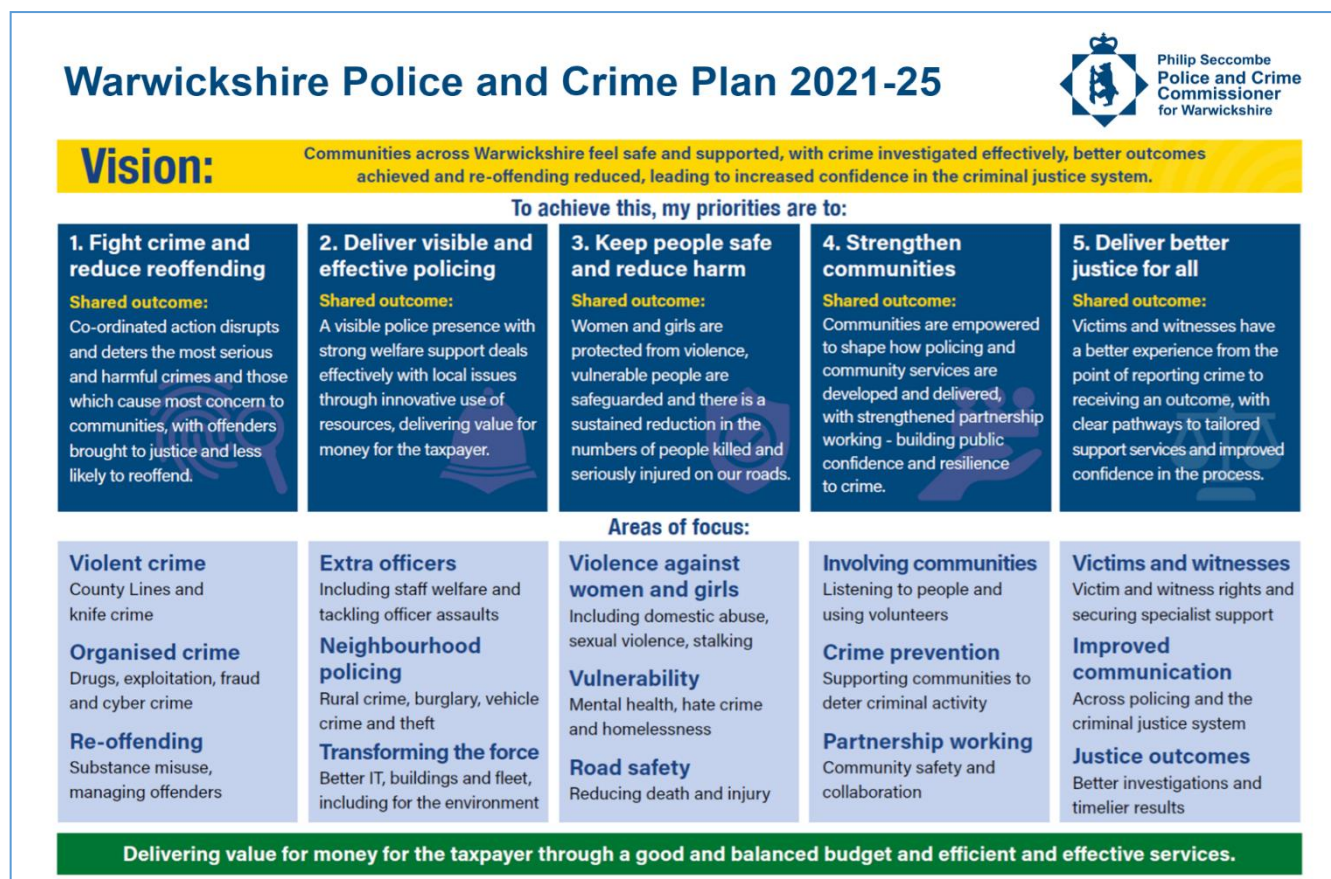 Warwickshire Police and Crime Plan 2021-25
Philip Seccombe
Police and Crime
Commissioner
for Warwickshire
Vision:
Communities across Warwickshire feel safe and supported, with crime investigated effectively, better outcomes
achieved and re-offending reduced, leading to increased confidence in the criminal justice system.
To achieve this, my priorities are to:
1. Fight crime and
reduce reoffending
Shared outcome:
Co-ordinated action disrupts
and deters the most serious
and harmful crimes and those
which cause most concern to
communities, with offenders
brought to justice and less
likely to reoffend.
2. Deliver visible and
effective policing
Shared outcome:
A visible police presence with
strong welfare support deals
effectively with local issues
through innovative use of
resources, delivering value for
money for the taxpayer.
3. Keep people safe
and reduce harm
Shared outcome:
Women and girls are
protected from violence,
vulnerable people are
safeguarded and there is a
sustained reduction in the
numbers of people killed and
seriously injured on our roads.
4. Strengthen
communities
Shared outcome:
Communities are empowered
to shape how policing and
community services are
developed and delivered,
with strengthened partnership
working - building public
confidence and resilience
to crime.
5. Deliver better
justice for all
Shared outcome:
Victims and witnesses have
a better experience from the
point of reporting crime to
receiving an outcome, with
clear pathways to tailored
support services and improved
confidence in the process.
Areas of focus:
Violent crime
County Lines and
knife crime
Organised crime
Drugs, exploitation, fraud
and cyber crime
Re-offending
Substance misuse,
managing offenders
Extra officers
Including staff welfare and
tackling officer assaults
Neighbourhood
policing
Rural crime, burglary, vehicle
crime and theft
Transforming the force
Better IT, buildings and fleet,
including for the environment
Violence against
women and girls
Including domestic abuse,
sexual violence, stalking
Vulnerability
Mental health, hate crime
and homelessness
Road safety
Reducing death and injury
Involving communities
Listening to people and
using volunteers
Crime prevention
Supporting communities to
deter criminal activity
Partnership working
Community safety and
collaboration
Victims and witnesses
Victim and witness rights and
securing specialist support
Improved
communication
Across policing and the
criminal justice system
Justice outcomes
Better investigations and
timelier results
Delivering value for money for the taxpayer through a good and balanced budget and efficient and effective services.